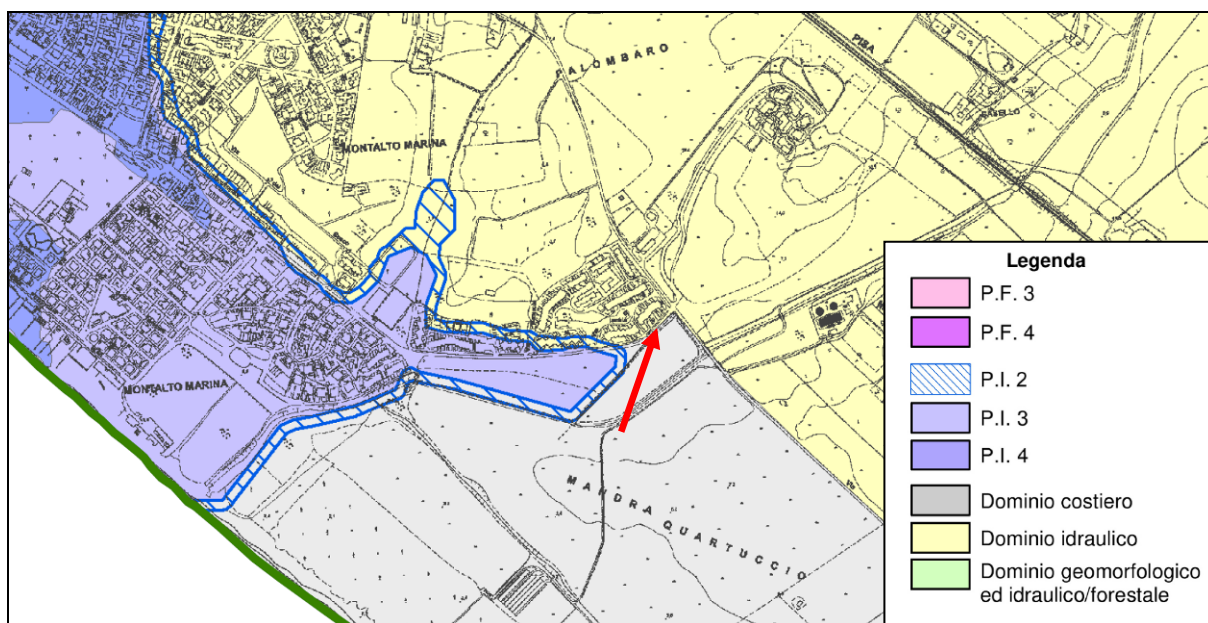 PALOMBARO
PISA
CASELLO
MONTALTO MARINA
MONTALTO MARINA
MANDRA QUARTUCCIO
Legenda
P.F. 3
P.F. 4
P.I. 2
P.I. 3
P.I. 4
Dominio costiero
Dominio idraulico
Dominio geomorfologico
ed idraulico/forestale